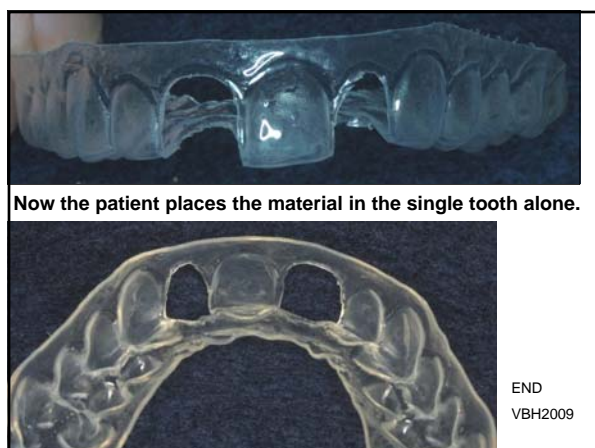 Now the patient places the material in the single tooth alone.
END
VBH2009